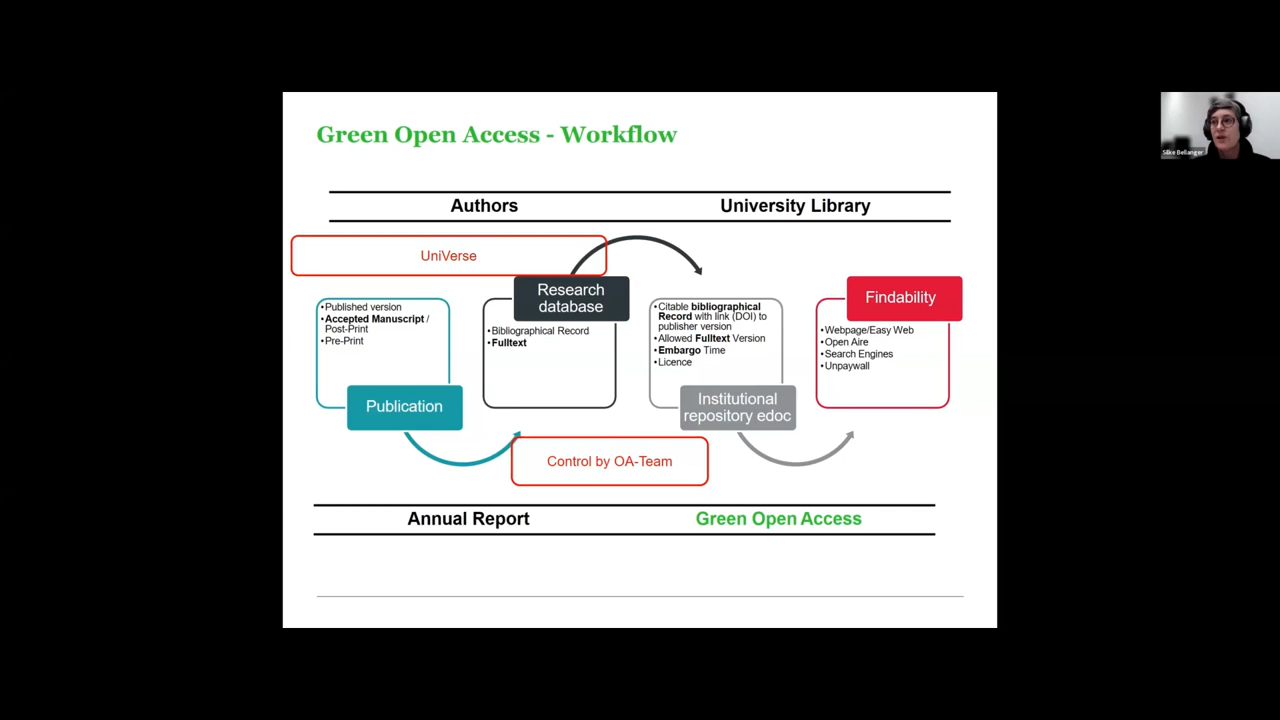 Green Open Access - Workflow
Authors
University Library
UniVerse
•Published version
•Accepted Manuscript /
Post-Print
•Pre-Print
Publication
Research
database
•Bibliographical Record
•Fulltext
•Citable bibliographical
Record with link (DOI) to
publisher version
•Allowed Fulltext Version
•Embargo Time
•Licence
Institutional
repository edoc
Findability
•Webpage/Easy Web
•Open Aire
•Search Engines
•Unpaywall
Control by OA-Team
Annual Report
Green Open Access
Silke Bellanger